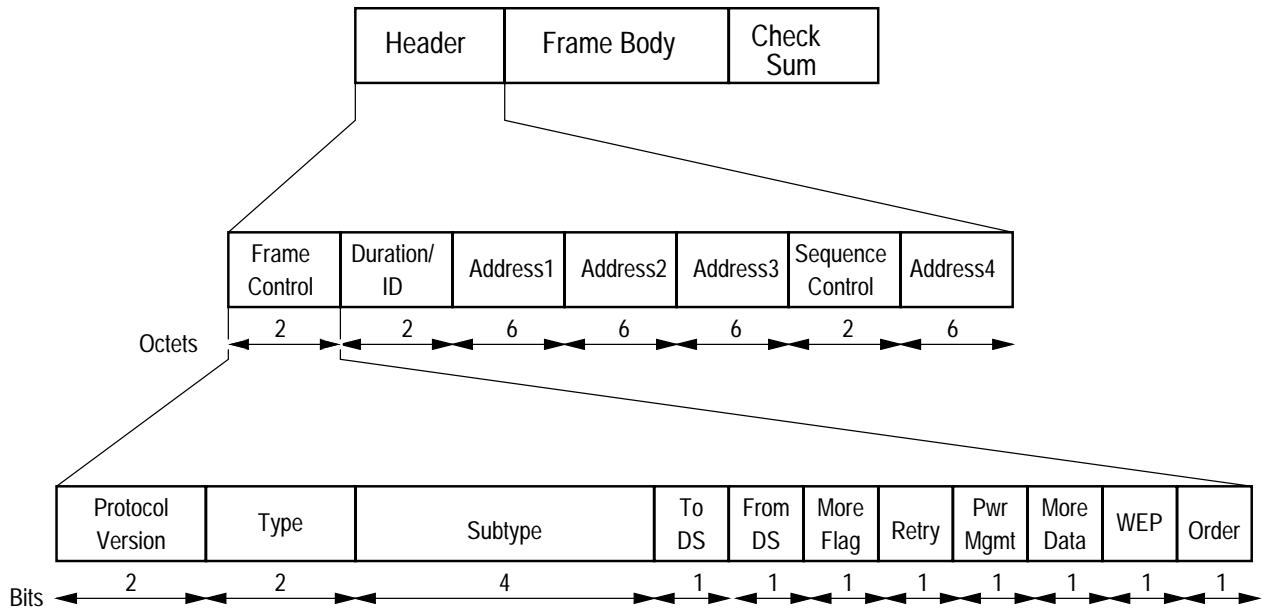 Header Frame Body Check
Sum
Frame Control Duration/ ID Address1 Address2 Address3 Sequence Control Address4
Octets 2 2 6 6 6 2 6
Protocol Version Type Subtype To DS From DS More Flag Retry Pwr Mgmt More Data WEP Order
Bits 2 2 4 1 1 1 1 1 1 1 1